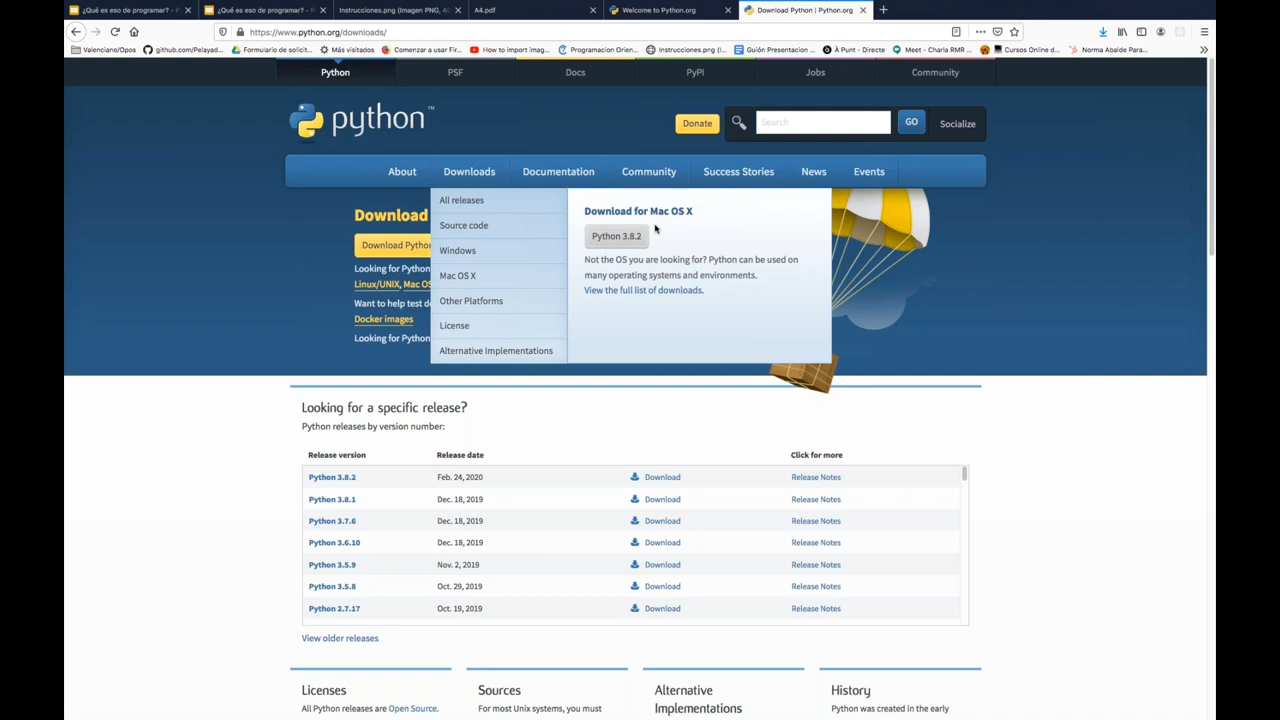 ¿Qué es eso de programar? - P
¿Qué es eso de programar? - P
Instrucciones.png (Imagen PNG, 40
A4.pdf
Welcome to Python.org
Download Python | Python.org
https://www.python.org/downloads/
Valenciano/Opos
github.com/Pelayad...
Formulario de solicit...
Más visitados
Comenzar a usar Fir...
How to import imag...
Programacion Orien...
Instrucciones.png (I...
Guión Presentacion ...
À Punt - Directe
Meet - Charla RMR ...
Cursos Online d...
Norma Abalde Para...
Python
PSF
Docs
PyPI
Jobs
Community
python™
Donate
Search
GO
Socialize
About
Downloads
Documentation
Community
Success Stories
News
Events
All releases
Source code
Windows
Mac OS X
Other Platforms
License
Alternative Implementations
Download for Mac OS X
Python 3.8.2
Not the OS you are looking for? Python can be used on
many operating systems and environments.
View the full list of downloads.
Download
Download Pytho
Looking for Python
Linux/UNIX, Mac OS
Want to help test de
Docker images
Looking for Python
Looking for a specific release?
Python releases by version number:
Release version Release date Click for more
Python 3.8.2 Feb. 24, 2020 Download Release Notes
Python 3.8.1 Dec. 18, 2019 Download Release Notes
Python 3.7.6 Dec. 18, 2019 Download Release Notes
Python 3.6.10 Dec. 18, 2019 Download Release Notes
Python 3.5.9 Nov. 2, 2019 Download Release Notes
Python 3.5.8 Oct. 29, 2019 Download Release Notes
Python 2.7.17 Oct. 19, 2019 Download Release Notes
View older releases
Licenses
All Python releases are Open Source.
Sources
For most Unix systems, you must
Alternative
Implementations
History
Python was created in the early